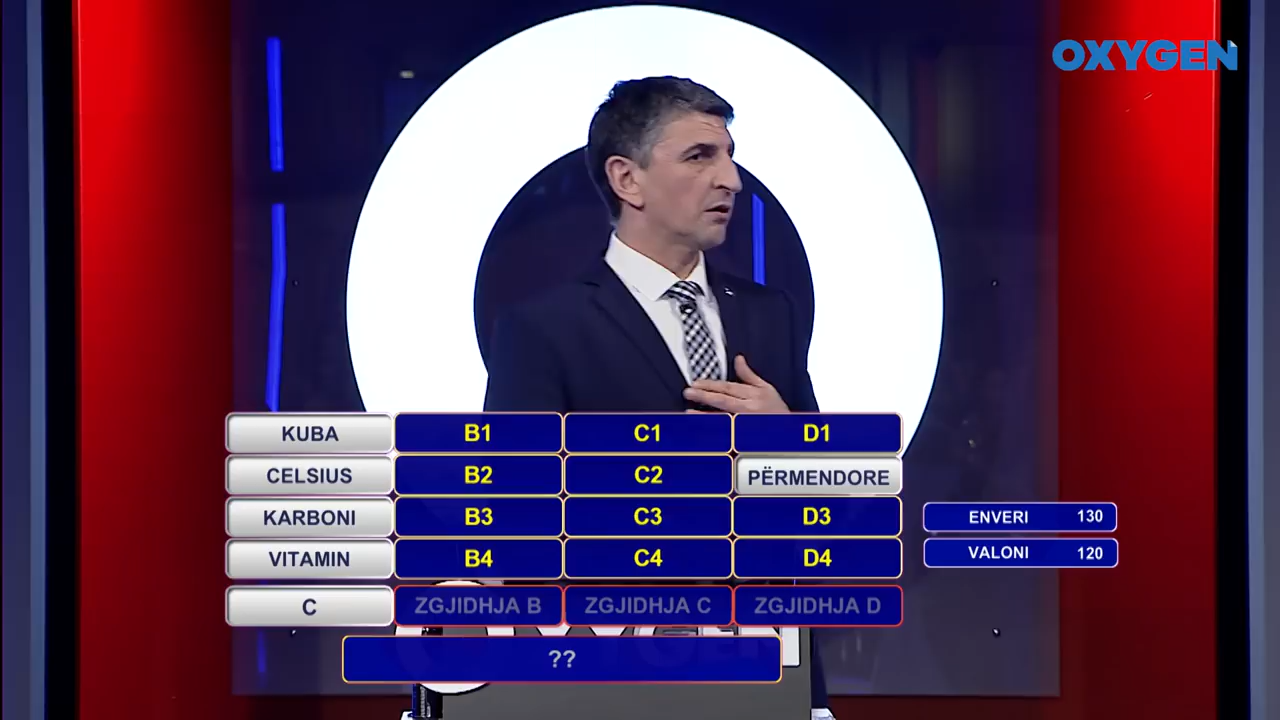 OXYGEN
KUBA B1 C1 D1
CELSIUS B2 C2 PËRMENDORE
KARBONI B3 C3 D3
ENVERI 130
VITAMIN B4 C4 D4
VALONI 120
C ZGJIDHJA B ZGJIDHJA C ZGJIDHJA D
??